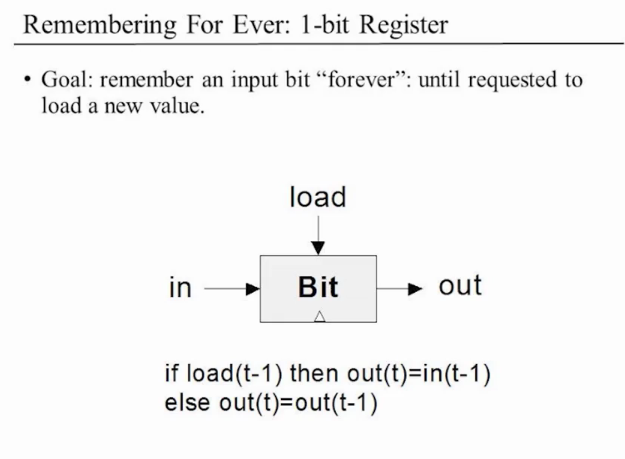 Remembering For Ever: 1-bit Register
• Goal: remember an input bit “forever”: until requested to
load a new value.
load
in
Bit
out
if load(t-1) then out(t)=in(t-1)
else out(t)=out(t-1)